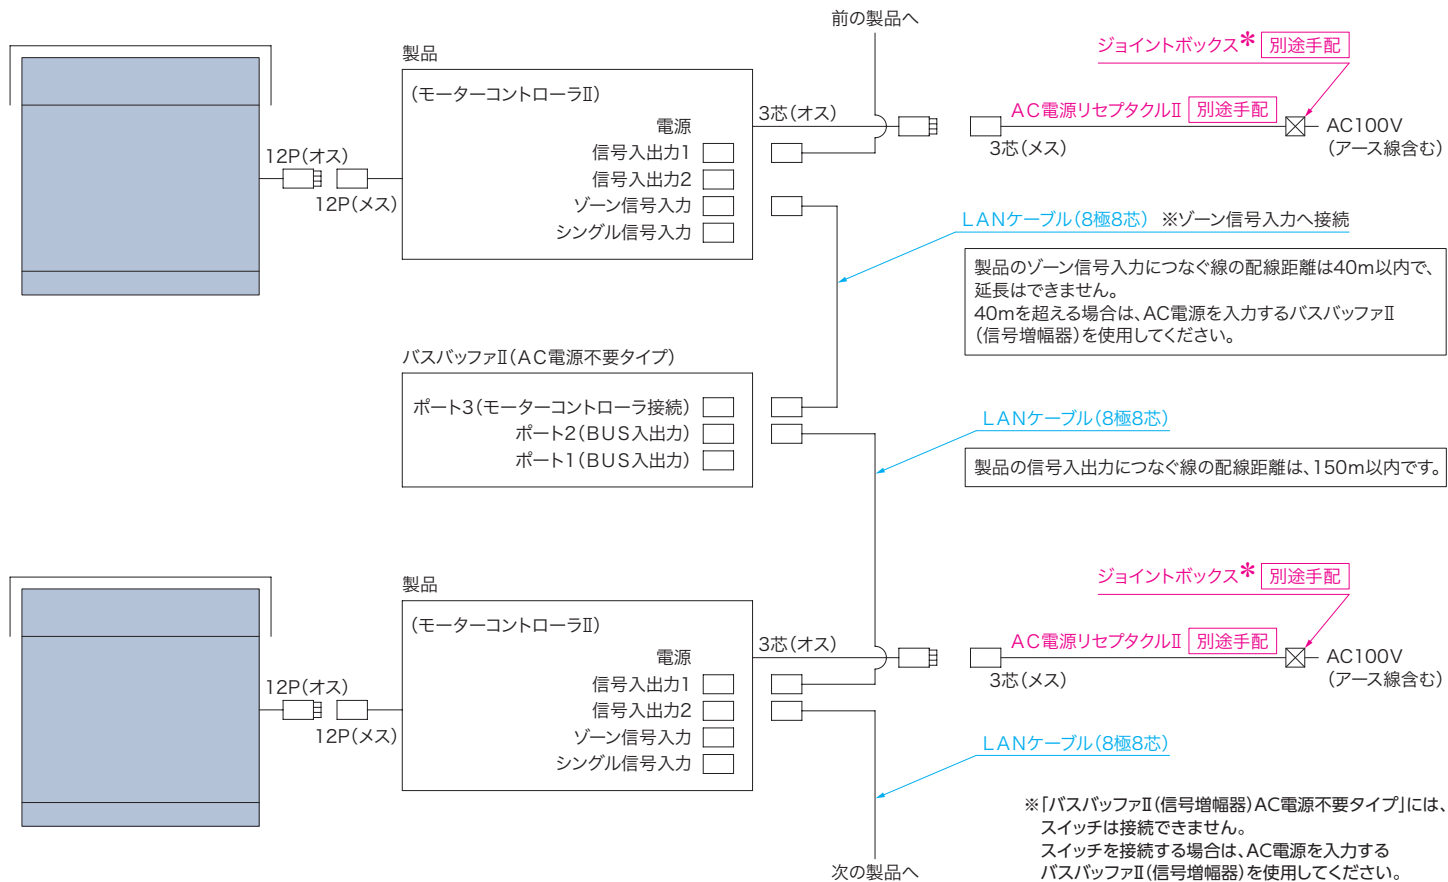 前の製品へ
ジョイントボックス* 別途手配
製品
(モーターコントローラⅡ)
電源
3芯(オス)
AC電源リセプタクルⅡ 別途手配
3芯(メス)
AC100V
(アース線含む)
信号入出力1
信号入出力2
ゾーン信号入力
シングル信号入力
12P(オス)
12P(メス)
LANケーブル(8極8芯) ※ゾーン信号入力へ接続
製品のゾーン信号入力につなぐ線の配線距離は40m以内で、
延長はできません。
40mを超える場合は、AC電源を入力するバスバッファⅡ
(信号増幅器)を使用してください。
バスバッファⅡ(AC電源不要タイプ)
ポート3(モーターコントローラ接続)
ポート2(BUS入出力)
ポート1(BUS入出力)
LANケーブル(8極8芯)
製品の信号入出力につなぐ線の配線距離は、150m以内です。
ジョイントボックス* 別途手配
製品
(モーターコントローラⅡ)
電源
3芯(オス)
AC電源リセプタクルⅡ 別途手配
3芯(メス)
AC100V
(アース線含む)
信号入出力1
信号入出力2
ゾーン信号入力
シングル信号入力
12P(オス)
12P(メス)
LANケーブル(8極8芯)
次の製品へ
※「バスバッファⅡ(信号増幅器)AC電源不要タイプ」には、
スイッチは接続できません。
スイッチを接続する場合は、AC電源を入力する
バスバッファⅡ(信号増幅器)を使用してください。